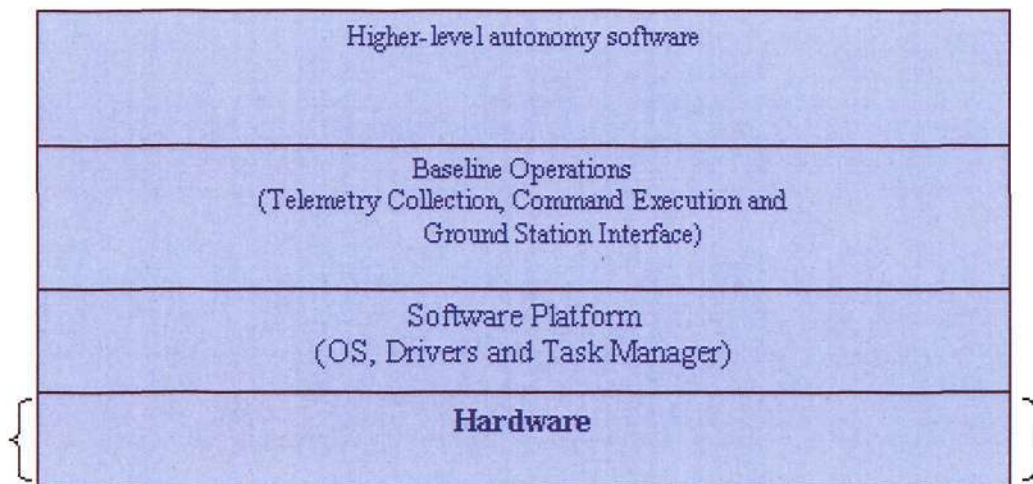 Higher-level autonomy software
Baseline Operations
(Telemetry Collection, Command Execution and
Ground Station Interface)
Software Platform
(OS, Drivers and Task Manager)
Hardware